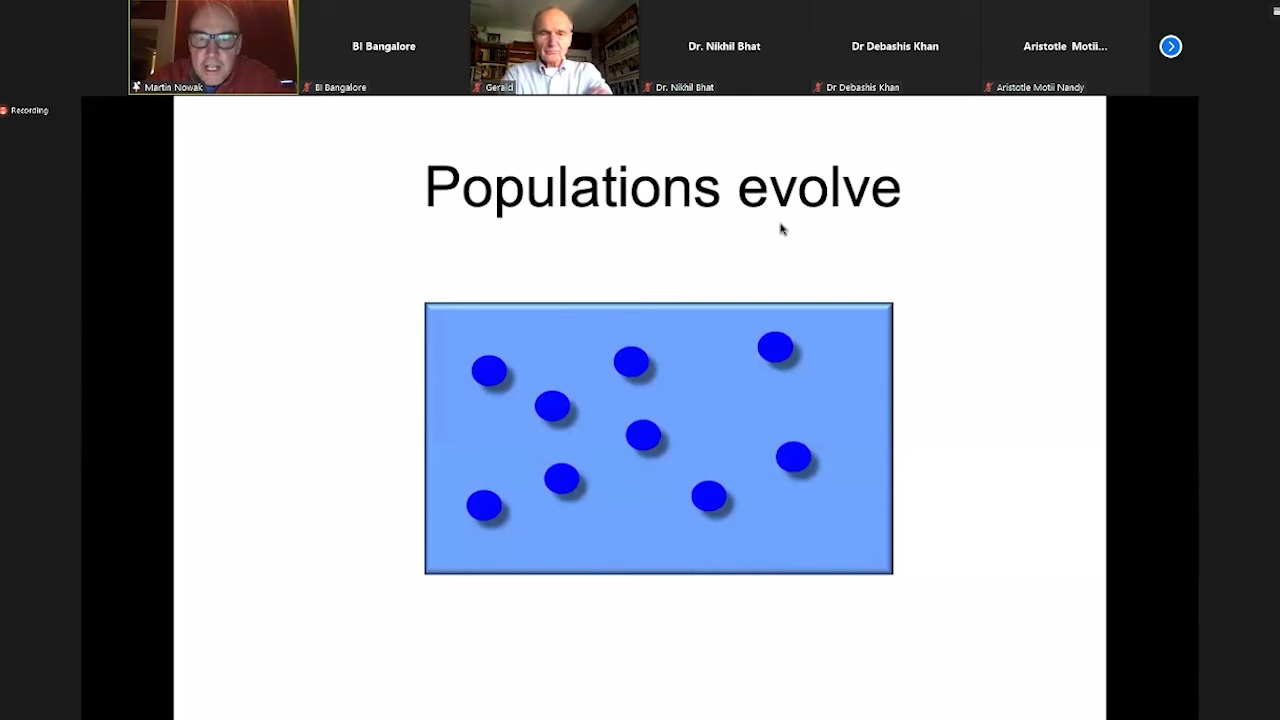 BI Bangalore
Dr. Nikhil Bhat
Dr Debashis Khan
Aristotle Motii...
Martin Nowak
BI Bangalore
Gerald
Dr. Nikhil Bhat
Dr Debashis Khan
Aristotle Motii Nandy
Recording
Populations evolve